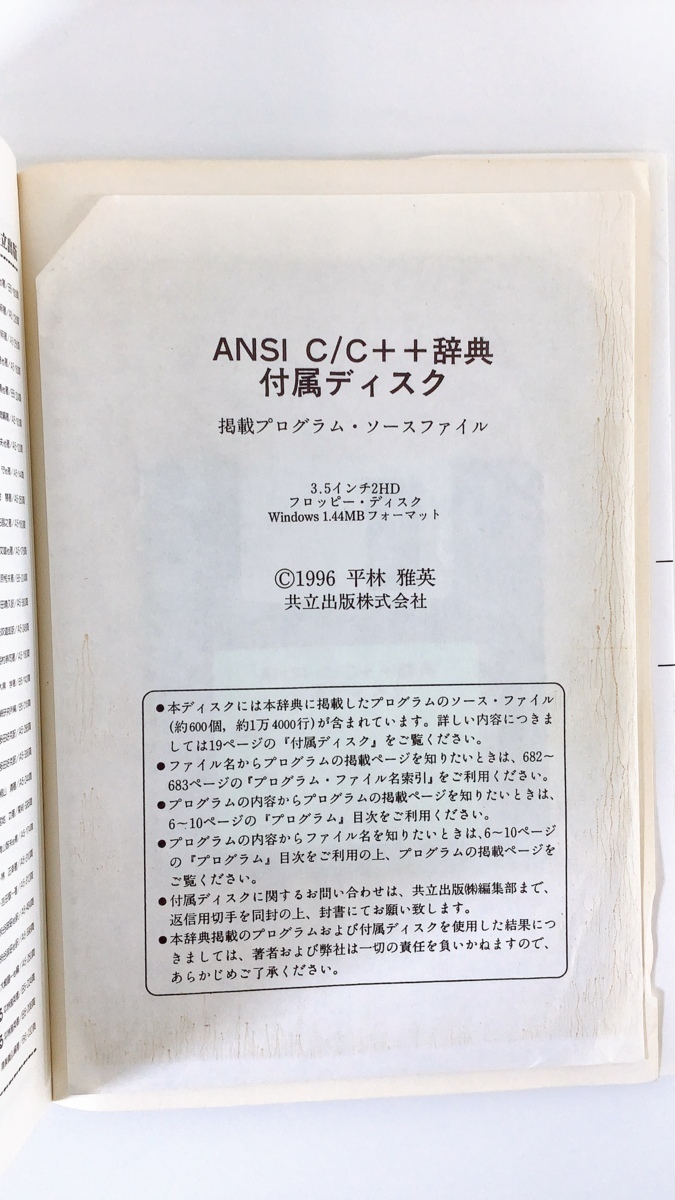 ANSI C/C++辞典
付属ディスク
掲載プログラム・ソースファイル
3.5インチ2HD
フロッピー・ディスク
Windows 1.44MBフォーマット
©1996 平林 雅英
共立出版株式会社
●本ディスクには本辞典に掲載したプログラムのソース・ファイル
(約600個，約1万4000行)が含まれています。詳しい内容につきま
しては19ページの『付属ディスク』をご覧ください。
●ファイル名からプログラムの掲載ページを知りたいときは、682〜
683ページの『プログラム・ファイル名索引』をご利用ください。
●プログラムの内容からプログラムの掲載ページを知りたいときは、
6〜10ページの『プログラム』目次をご利用ください。
●プログラムの内容からファイル名を知りたいときは、6〜10ページ
の『プログラム』目次をご利用の上、プログラムの掲載ページを
ご覧ください。
●付属ディスクに関するお問い合わせは、共立出版㈱編集部まで、
返信用切手を同封の上、封書にてお願い致します。
●本辞典掲載のプログラムおよび付属ディスクを使用した結果につ
きましては、著者および弊社は一切の責任を負いかねますので、
あらかじめご了承ください。